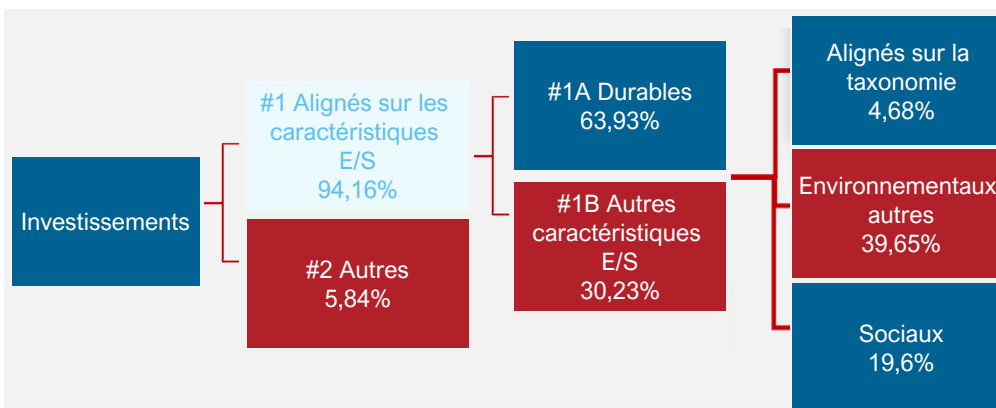 Investissements
#1 Alignés sur les
caractéristiques
E/S
94,16%
#2 Autres
5,84%
#1A Durables
63,93%
#1B Autres
caractéristiques
E/S
30,23%
Alignés sur la
taxonomie
4,68%
Environnementaux
autres
39,65%
Sociaux
19,6%